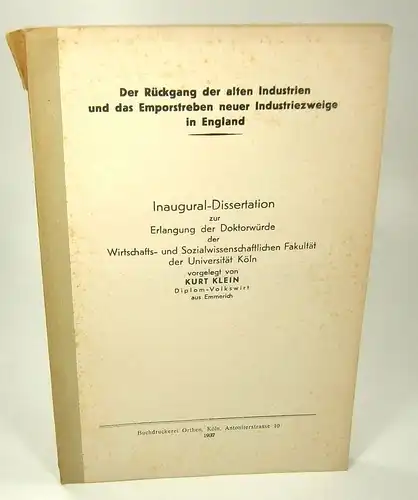 Der Rückgang der alten Industrien
und das Emporstreben neuer Industriezweige
in England
Inaugural-Dissertation
zur
Erlangung der Doktorwürde
der
Wirtschafts- und Sozialwissenschaftlichen Fakultät
der Universität Köln
vorgelegt von
KURT KLEIN
Diplom-Volkswirt
aus Emmerich
Buchdruckerei Orthen, Köln, Antoniterstrasse 10
1937